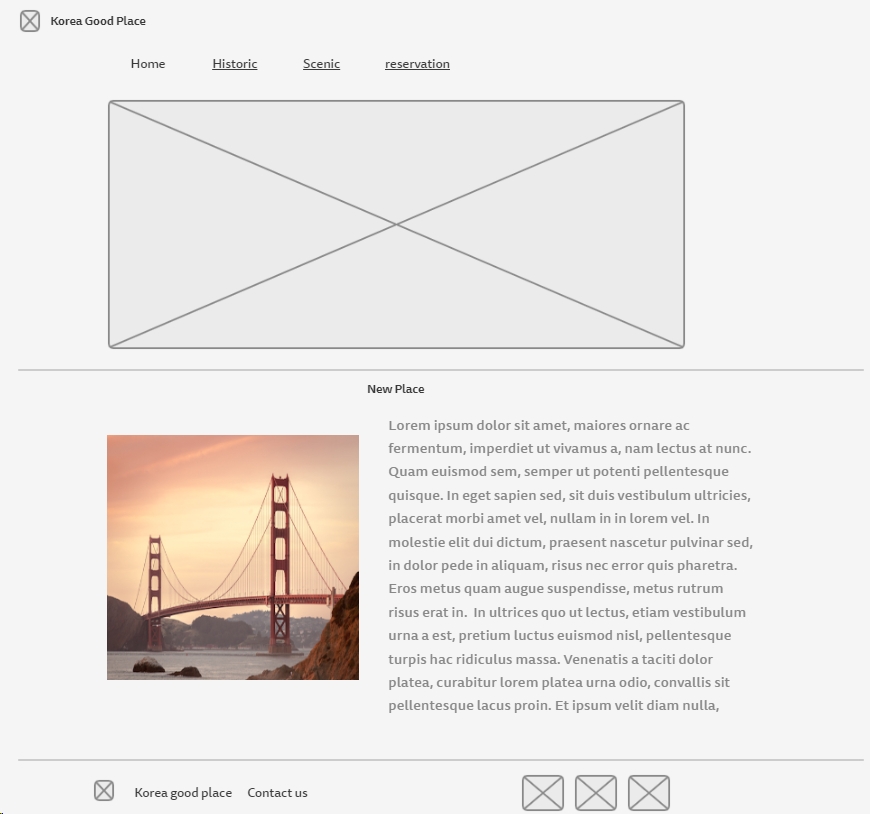 Korea Good Place
Home Historic Scenic reservation
New Place
Lorem ipsum dolor sit amet, maiores ornare ac
fermentum, imperdiet ut vivamus a, nam lectus at nunc.
Quam euismod sem, semper ut potenti pellentesque
quisque. In eget sapien sed, sit duis vestibulum ultricies,
placerat morbi amet vel, nullam in in lorem vel. In
molestie elit dui dictum, praesent nascetur pulvinar sed,
in dolor pede in aliquam, risus nec error quis pharetra.
Eros metus quam augue suspendisse, metus rutrum
risus erat in.  In ultrices quo ut lectus, etiam vestibulum
urna a est, pretium luctus euismod nisl, pellentesque
turpis hac ridiculus massa. Venenatis a taciti dolor
platea, curabitur lorem platea urna odio, convallis sit
pellentesque lacus proin. Et ipsum velit diam nulla,
Korea good place Contact us